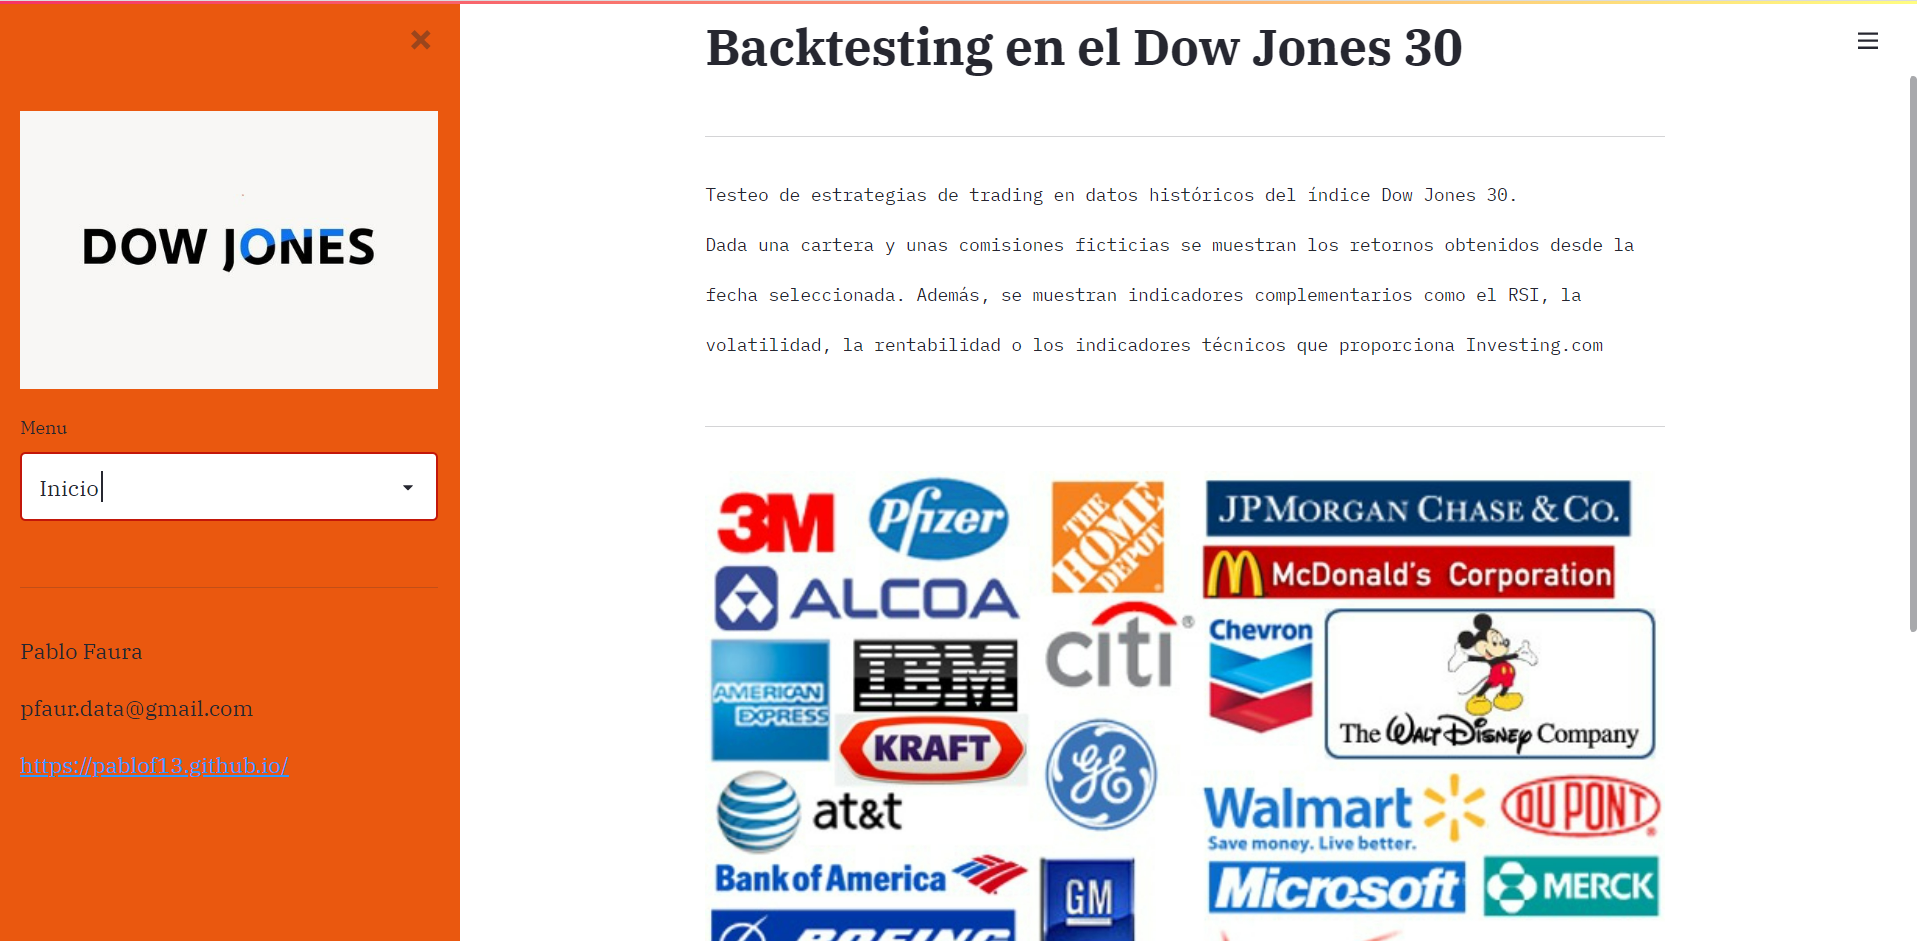 DOW JONES
Menu
Inicio
Pablo Faura
pfaur.data@gmail.com
https://pablof13.github.io/
Backtesting en el Dow Jones 30
Testeo de estrategias de trading en datos históricos del índice Dow Jones 30.
Dada una cartera y unas comisiones ficticias se muestran los retornos obtenidos desde la
fecha seleccionada. Además, se muestran indicadores complementarios como el RSI, la
volatilidad, la rentabilidad o los indicadores técnicos que proporciona Investing.com
3M
Pfizer
THE
HOME
DEPOT
JPMORGAN CHASE & CO.
McDonald's Corporation
ALCOA
citi
Chevron
The WALT DISNEY Company
AMERICAN
EXPRESS
IBM
KRAFT
GE
at&t
Walmart
Save money. Live better.
DU PONT
Bank of America
GM
Microsoft
MERCK
BOEING